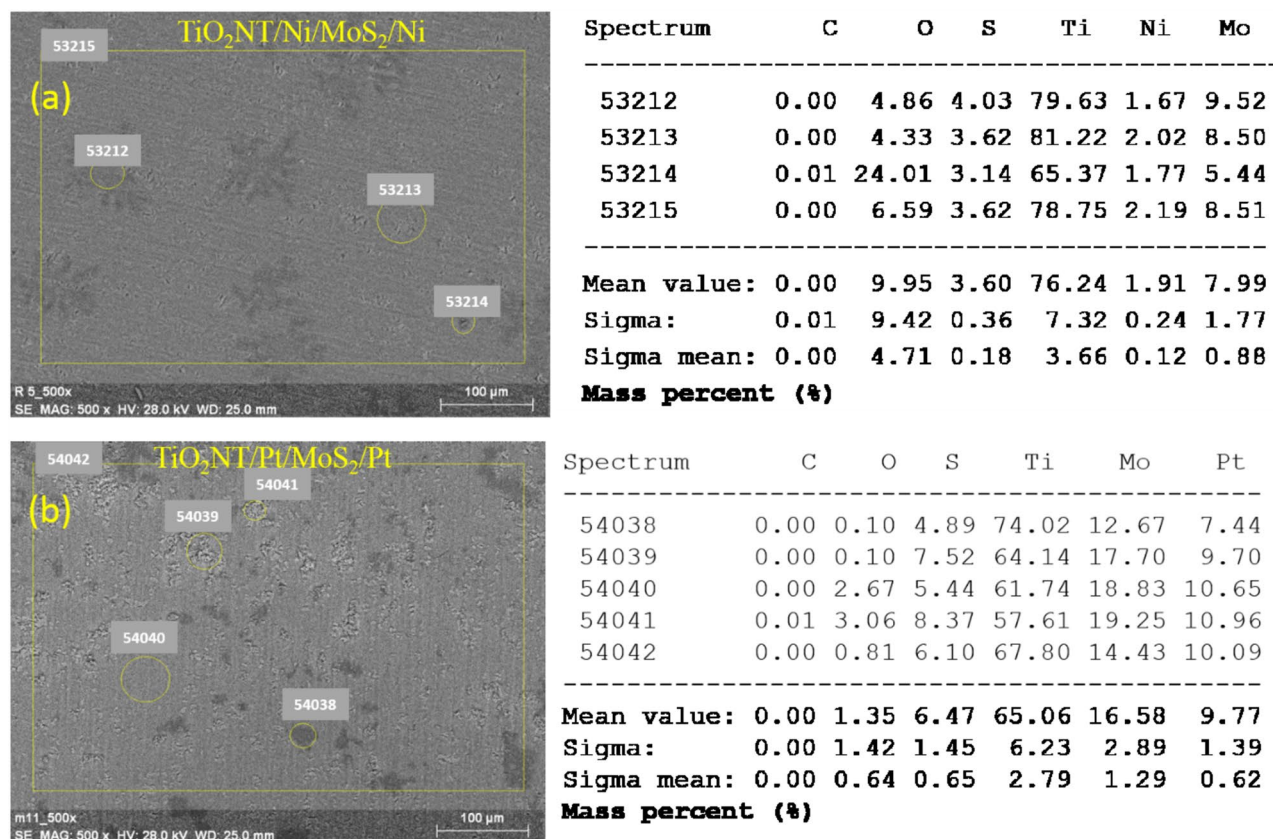 TiO₂NT/Ni/MoS₂/Ni
53215
(a)
53212
53213
53214
R 5_500x
SE MAG: 500 x HV: 28.0 kV WD: 25.0 mm
100 µm
Spectrum C O S Ti Ni Mo
------------------------------------------------
53212 0.00 4.86 4.03 79.63 1.67 9.52
53213 0.00 4.33 3.62 81.22 2.02 8.50
53214 0.01 24.01 3.14 65.37 1.77 5.44
53215 0.00 6.59 3.62 78.75 2.19 8.51
------------------------------------------------
Mean value: 0.00 9.95 3.60 76.24 1.91 7.99
Sigma: 0.01 9.42 0.36 7.32 0.24 1.77
Sigma mean: 0.00 4.71 0.18 3.66 0.12 0.88
Mass percent (%)
TiO₂NT/Pt/MoS₂/Pt
54042
54041
(b)
54039
54040
54038
m11_500x
SE MAG: 500 x HV: 28.0 kV WD: 25.0 mm
100 µm
Spectrum C O S Ti Mo Pt
------------------------------------------------
54038 0.00 0.10 4.89 74.02 12.67 7.44
54039 0.00 0.10 7.52 64.14 17.70 9.70
54040 0.00 2.67 5.44 61.74 18.83 10.65
54041 0.01 3.06 8.37 57.61 19.25 10.96
54042 0.00 0.81 6.10 67.80 14.43 10.09
------------------------------------------------
Mean value: 0.00 1.35 6.47 65.06 16.58 9.77
Sigma: 0.00 1.42 1.45 6.23 2.89 1.39
Sigma mean: 0.00 0.64 0.65 2.79 1.29 0.62
Mass percent (%)